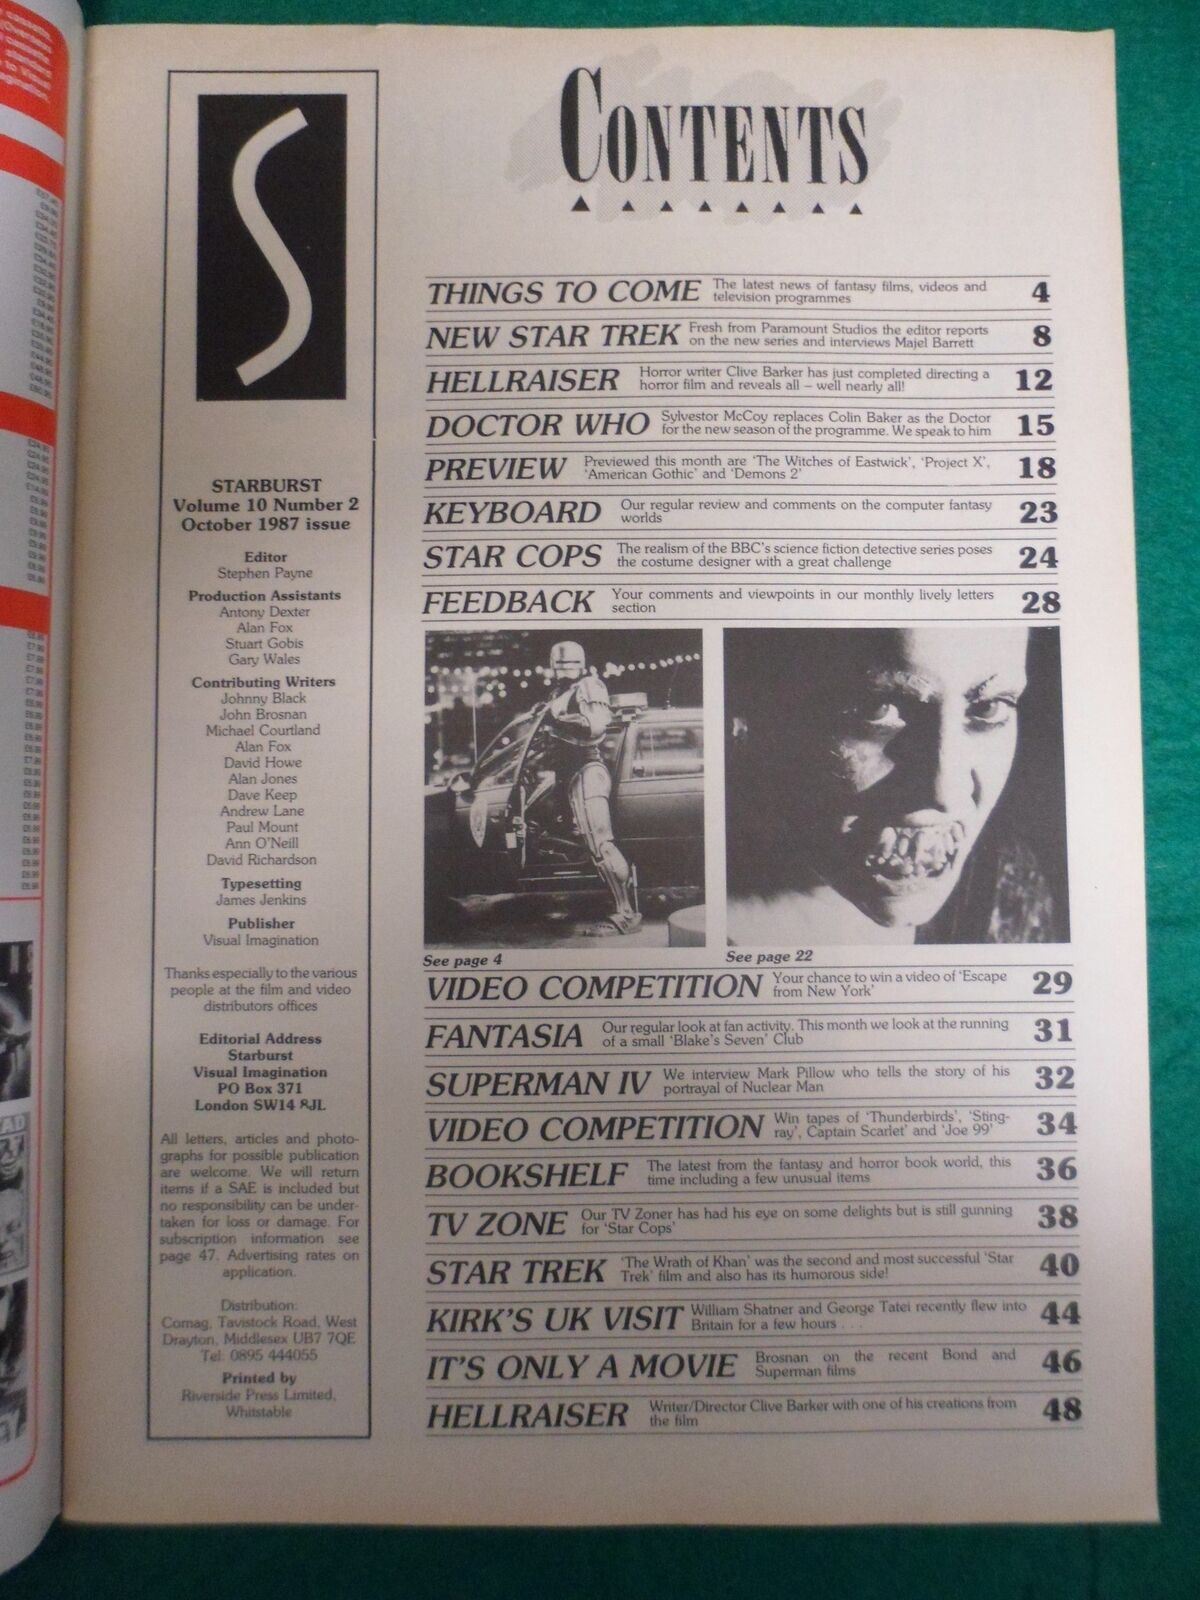 CONTENTS
STARBURST
Volume 10 Number 2
October 1987 issue
Editor
Stephen Payne
Production Assistants
Antony Dexter
Alan Fox
Stuart Gobis
Gary Wales
Contributing Writers
Johnny Black
John Brosnan
Michael Courtland
Alan Fox
David Howe
Alan Jones
Dave Keep
Andrew Lane
Paul Mount
Ann O'Neill
David Richardson
Typesetting
James Jenkins
Publisher
Visual Imagination
Thanks especially to the various
people at the film and video
distributors offices
Editorial Address
Starburst
Visual Imagination
PO Box 371
London SW14 8JL
All letters, articles and photo-
graphs for possible publication
are welcome. We will return
items if a SAE is included but
no responsibility can be under-
taken for loss or damage. For
subscription information see
page 47. Advertising rates on
application.
Distribution:
Comag, Tavistock Road, West
Drayton, Middlesex UB7 7QE
Tel: 0895 444055
Printed by
Riverside Press Limited,
Whitstable
THINGS TO COME The latest news of fantasy films, videos and 4
television programmes
NEW STAR TREK Fresh from Paramount Studios the editor reports 8
on the new series and interviews Majel Barrett
HELLRAISER Horror writer Clive Barker has just completed directing a 12
horror film and reveals all – well nearly all!
DOCTOR WHO Sylvestor McCoy replaces Colin Baker as the Doctor 15
for the new season of the programme. We speak to him
PREVIEW Previewed this month are 'The Witches of Eastwick', 'Project X', 18
'American Gothic' and 'Demons 2'
KEYBOARD Our regular review and comments on the computer fantasy 23
worlds
STAR COPS The realism of the BBC's science fiction detective series poses 24
the costume designer with a great challenge
FEEDBACK Your comments and viewpoints in our monthly lively letters 28
section
See page 4
See page 22
VIDEO COMPETITION Your chance to win a video of 'Escape 29
from New York'
FANTASIA Our regular look at fan activity. This month we look at the running 31
of a small 'Blake's Seven' Club
SUPERMAN IV We interview Mark Pillow who tells the story of his 32
portrayal of Nuclear Man
VIDEO COMPETITION Win tapes of 'Thunderbirds', 'Sting- 34
ray', Captain Scarlet' and 'Joe 99'
BOOKSHELF The latest from the fantasy and horror book world, this 36
time including a few unusual items
TV ZONE Our TV Zoner has had his eye on some delights but is still gunning 38
for 'Star Cops'
STAR TREK 'The Wrath of Khan' was the second and most successful 'Star 40
Trek' film and also has its humorous side!
KIRK'S UK VISIT William Shatner and George Tatei recently flew into 44
Britain for a few hours . . .
IT'S ONLY A MOVIE Brosnan on the recent Bond and 46
Superman films
HELLRAISER Writer/Director Clive Barker with one of his creations from 48
the film